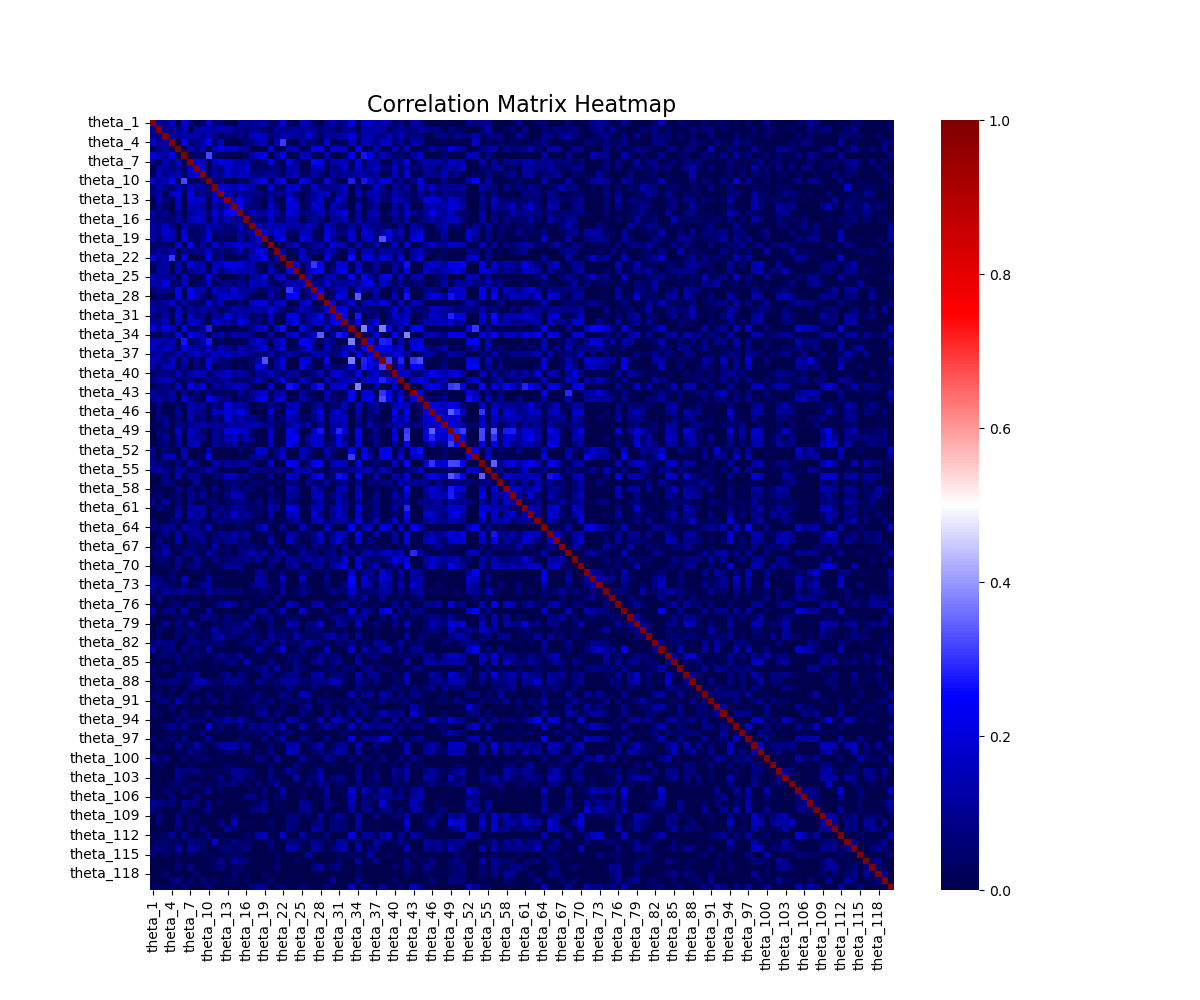 Correlation Matrix Heatmap
theta_1
theta_4
theta_7
theta_10
theta_13
theta_16
theta_19
theta_22
theta_25
theta_28
theta_31
theta_34
theta_37
theta_40
theta_43
theta_46
theta_49
theta_52
theta_55
theta_58
theta_61
theta_64
theta_67
theta_70
theta_73
theta_76
theta_79
theta_82
theta_85
theta_88
theta_91
theta_94
theta_97
theta_100
theta_103
theta_106
theta_109
theta_112
theta_115
theta_118
theta_1
theta_4
theta_7
theta_10
theta_13
theta_16
theta_19
theta_22
theta_25
theta_28
theta_31
theta_34
theta_37
theta_40
theta_43
theta_46
theta_49
theta_52
theta_55
theta_58
theta_61
theta_64
theta_67
theta_70
theta_73
theta_76
theta_79
theta_82
theta_85
theta_88
theta_91
theta_94
theta_97
theta_100
theta_103
theta_106
theta_109
theta_112
theta_115
theta_118
1.0
0.8
0.6
0.4
0.2
0.0